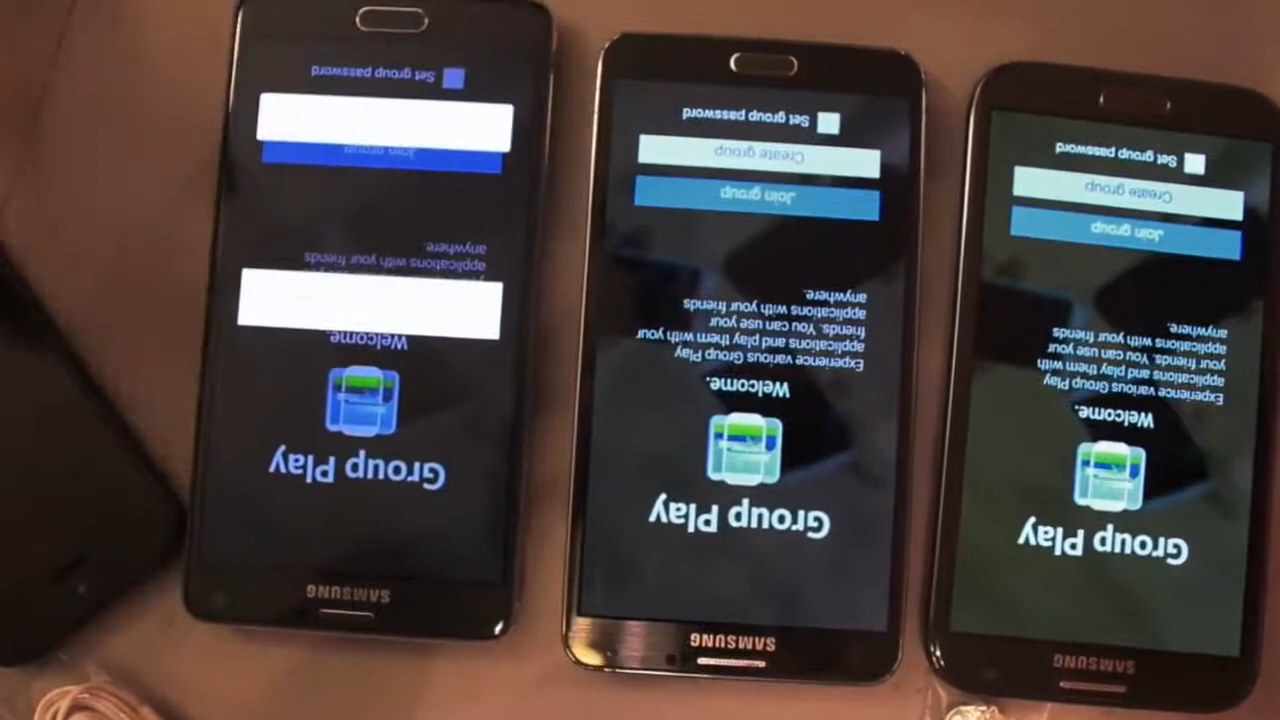 SAMSUNG
Group Play
Welcome.
applications with your friends
anywhere.
Join group
Set group password
SAMSUNG
Group Play
Welcome.
Experience various Group Play
applications and play them with your
friends. You can use your
applications with your friends
anywhere.
Join group
Create group
Set group password
SAMSUNG
Group Play
Welcome.
Experience various Group Play
applications and play them with
your friends. You can use your
applications with your friends
anywhere.
Join group
Create group
Set group password